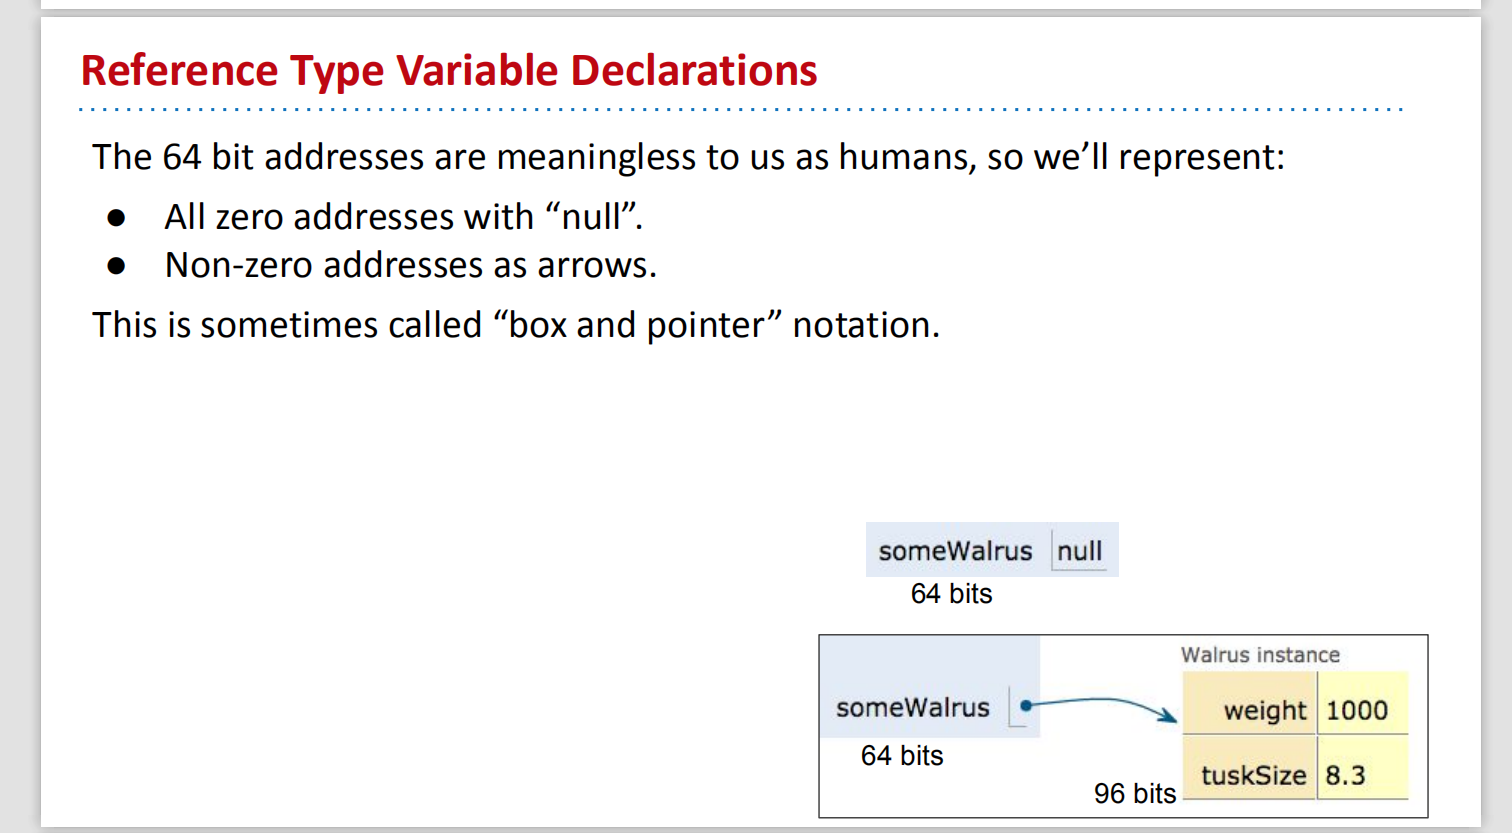 Reference Type Variable Declarations
The 64 bit addresses are meaningless to us as humans, so we’ll represent:
● All zero addresses with “null”.
● Non-zero addresses as arrows.
This is sometimes called “box and pointer” notation.
someWalrus null
64 bits
Walrus instance
someWalrus
weight 1000
64 bits
tuskSize 8.3
96 bits